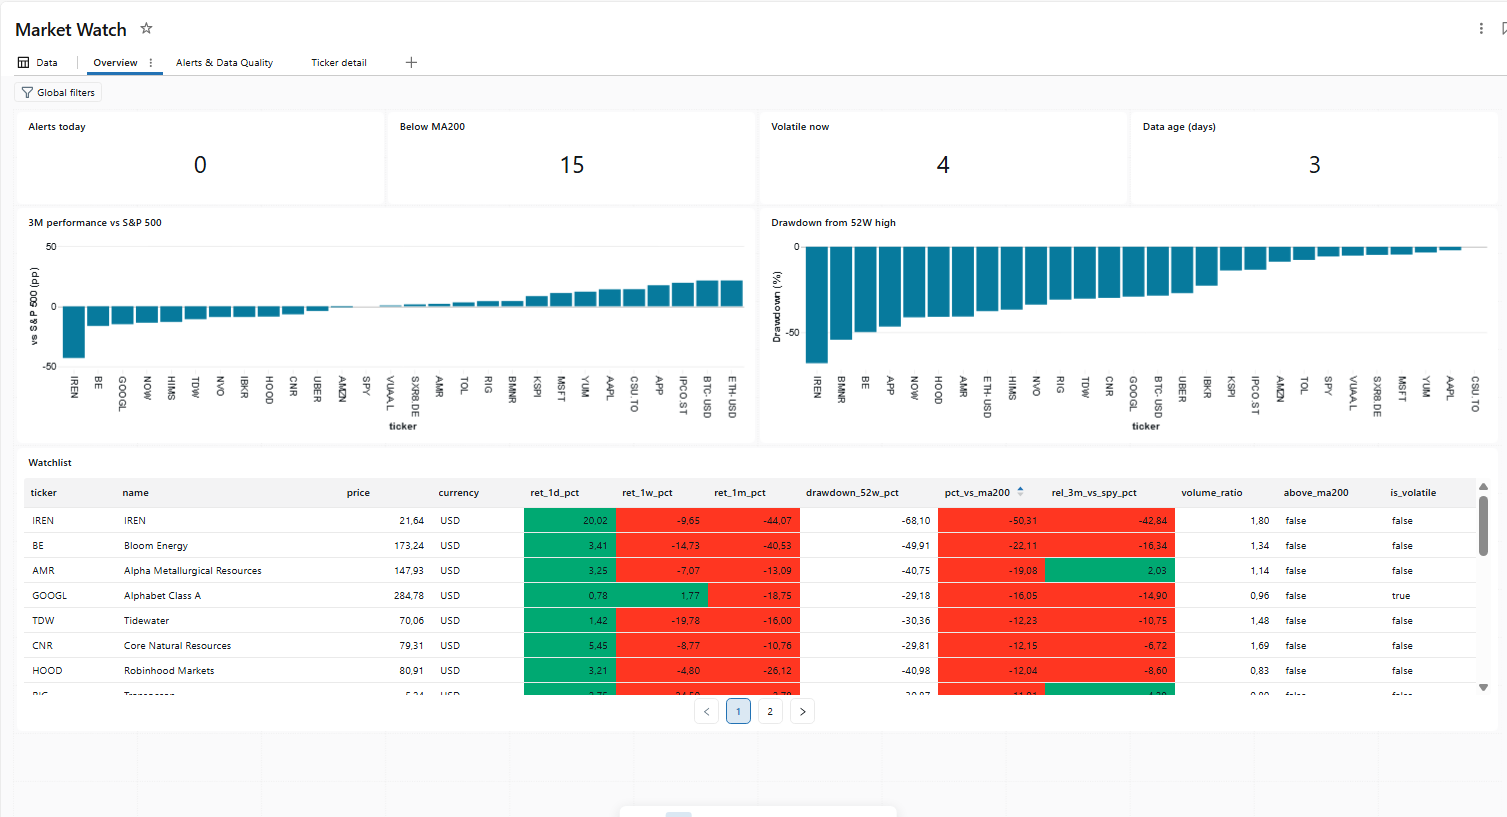 Market Watch
Data Overview Alerts & Data Quality Ticker detail
Global filters
Alerts today Below MA200 Volatile now Data age (days)
0 15 4 3
3M performance vs S&P 500
50
0
-50
vs S&P 500 (pp)
IREN BE GOOGL NOW HIMS TDW NVO IBKR HOOD CNR UBER AMZN SPY VUAA.L SXR8.DE AMR TOL RIG BMNR KSPI MSFT YUM AAPL CSU.TO APP IPCO.ST BTC-USD ETH-USD
ticker
Drawdown from 52W high
0
-50
Drawdown (%)
IREN BMNR BE APP NOW HOOD AMR ETH-USD HIMS NVO RIG TDW CNR GOOGL BTC-USD UBER IBKR KSPI IPCO.ST AMZN TOL SPY VUAA.L SXR8.DE MSFT YUM AAPL CSU.TO
ticker
Watchlist
ticker name price currency ret_1d_pct ret_1w_pct ret_1m_pct drawdown_52w_pct pct_vs_ma200 rel_3m_vs_spy_pct volume_ratio above_ma200 is_volatile
IREN IREN 21,64 USD 20,02 -9,65 -44,07 -68,10 -50,31 -42,84 1,80 false false
BE Bloom Energy 173,24 USD 3,41 -14,73 -40,53 -49,91 -22,11 -16,34 1,34 false false
AMR Alpha Metallurgical Resources 147,93 USD 3,25 -7,07 -13,09 -40,75 -19,08 2,03 1,14 false false
GOOGL Alphabet Class A 284,78 USD 0,78 1,77 -18,75 -29,18 -16,05 -14,90 0,96 false true
TDW Tidewater 70,06 USD 1,42 -19,78 -16,00 -30,36 -12,23 -10,75 1,48 false false
CNR Core Natural Resources 79,31 USD 5,45 -8,77 -10,76 -29,81 -12,15 -6,72 1,69 false false
HOOD Robinhood Markets 80,91 USD 3,21 -4,80 -26,12 -40,98 -12,04 -8,60 0,83 false false
1 2